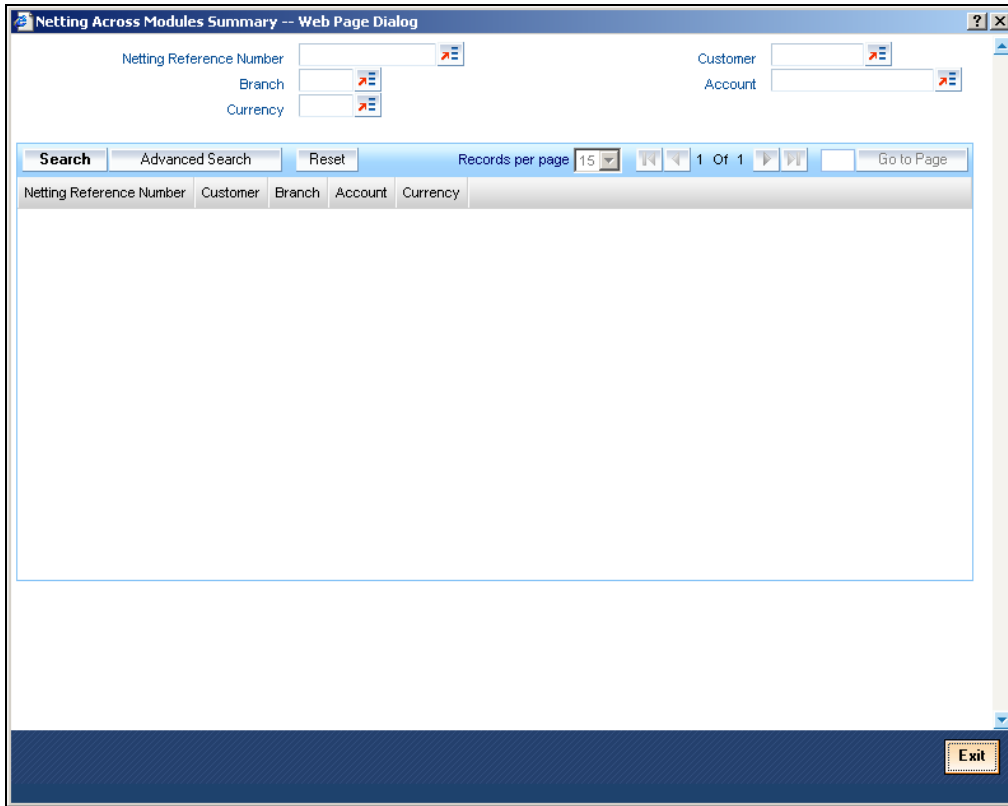 Netting Across Modules Summary -- Web Page Dialog ? X
Netting Reference Number Customer
Branch Account
Currency
Search Advanced Search Reset Records per page 15 1 Of 1 Go to Page
Netting Reference Number Customer Branch Account Currency
Exit